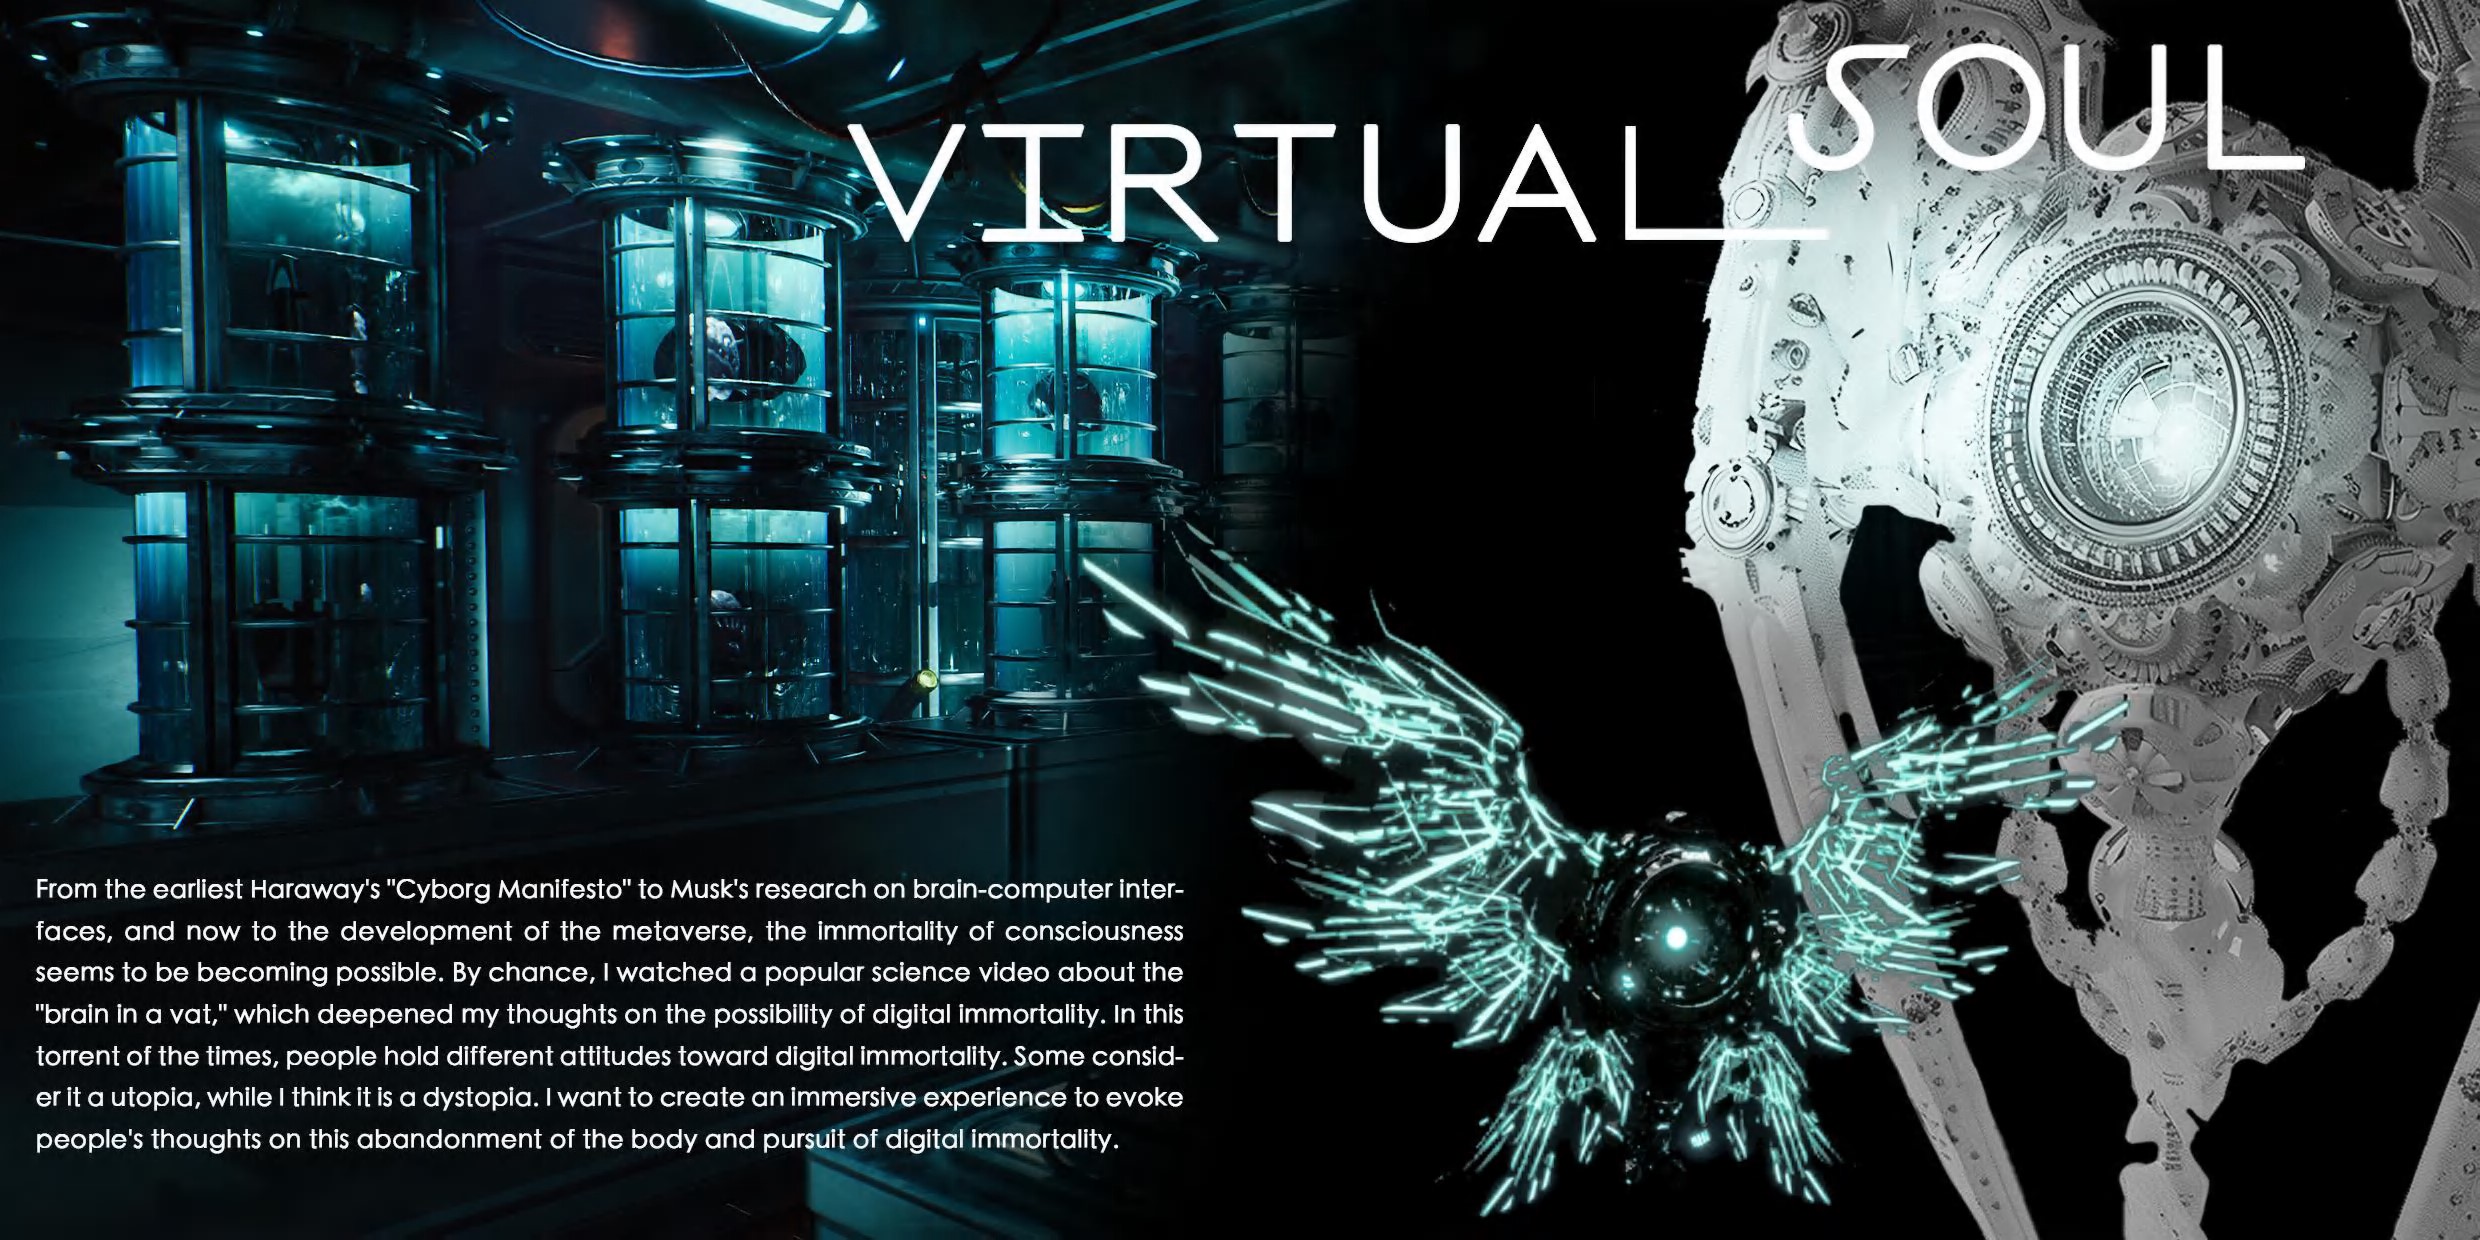 VIRTUAL SOUL
From the earliest Haraway's "Cyborg Manifesto" to Musk's research on brain-computer inter-
faces, and now to the development of the metaverse, the immortality of consciousness
seems to be becoming possible. By chance, I watched a popular science video about the
"brain in a vat," which deepened my thoughts on the possibility of digital immortality. In this
torrent of the times, people hold different attitudes toward digital immortality. Some consid-
er it a utopia, while I think it is a dystopia. I want to create an immersive experience to evoke
people's thoughts on this abandonment of the body and pursuit of digital immortality.